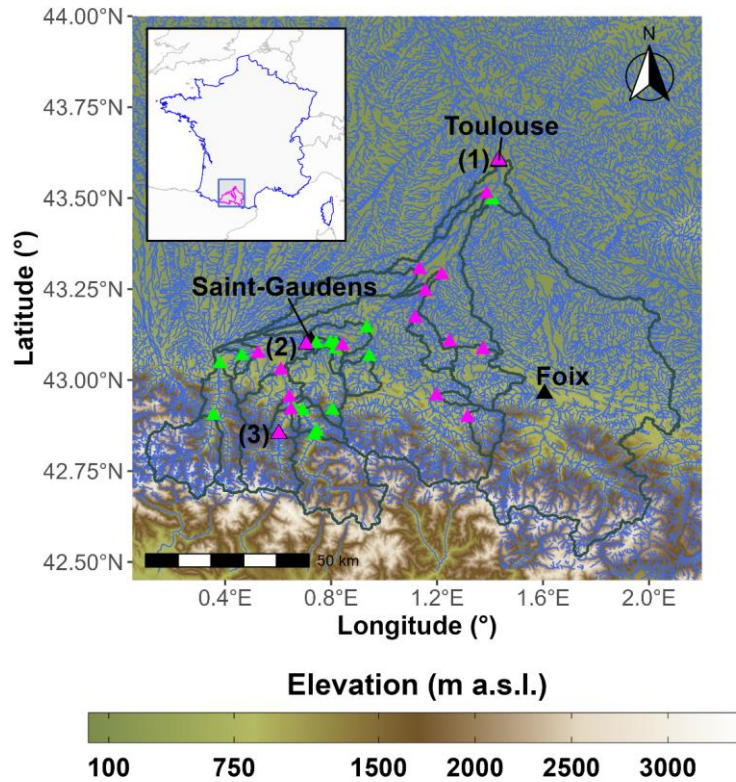 44.00°N
43.75°N
43.50°N
43.25°N
43.00°N
42.75°N
42.50°N
Latitude (°)
N
Toulouse
(1)
Saint-Gaudens
(2)
Foix
(3)
50 km
0.4°E 0.8°E 1.2°E 1.6°E 2.0°E
Longitude (°)
Elevation (m a.s.l.)
100 750 1500 2000 2500 3000